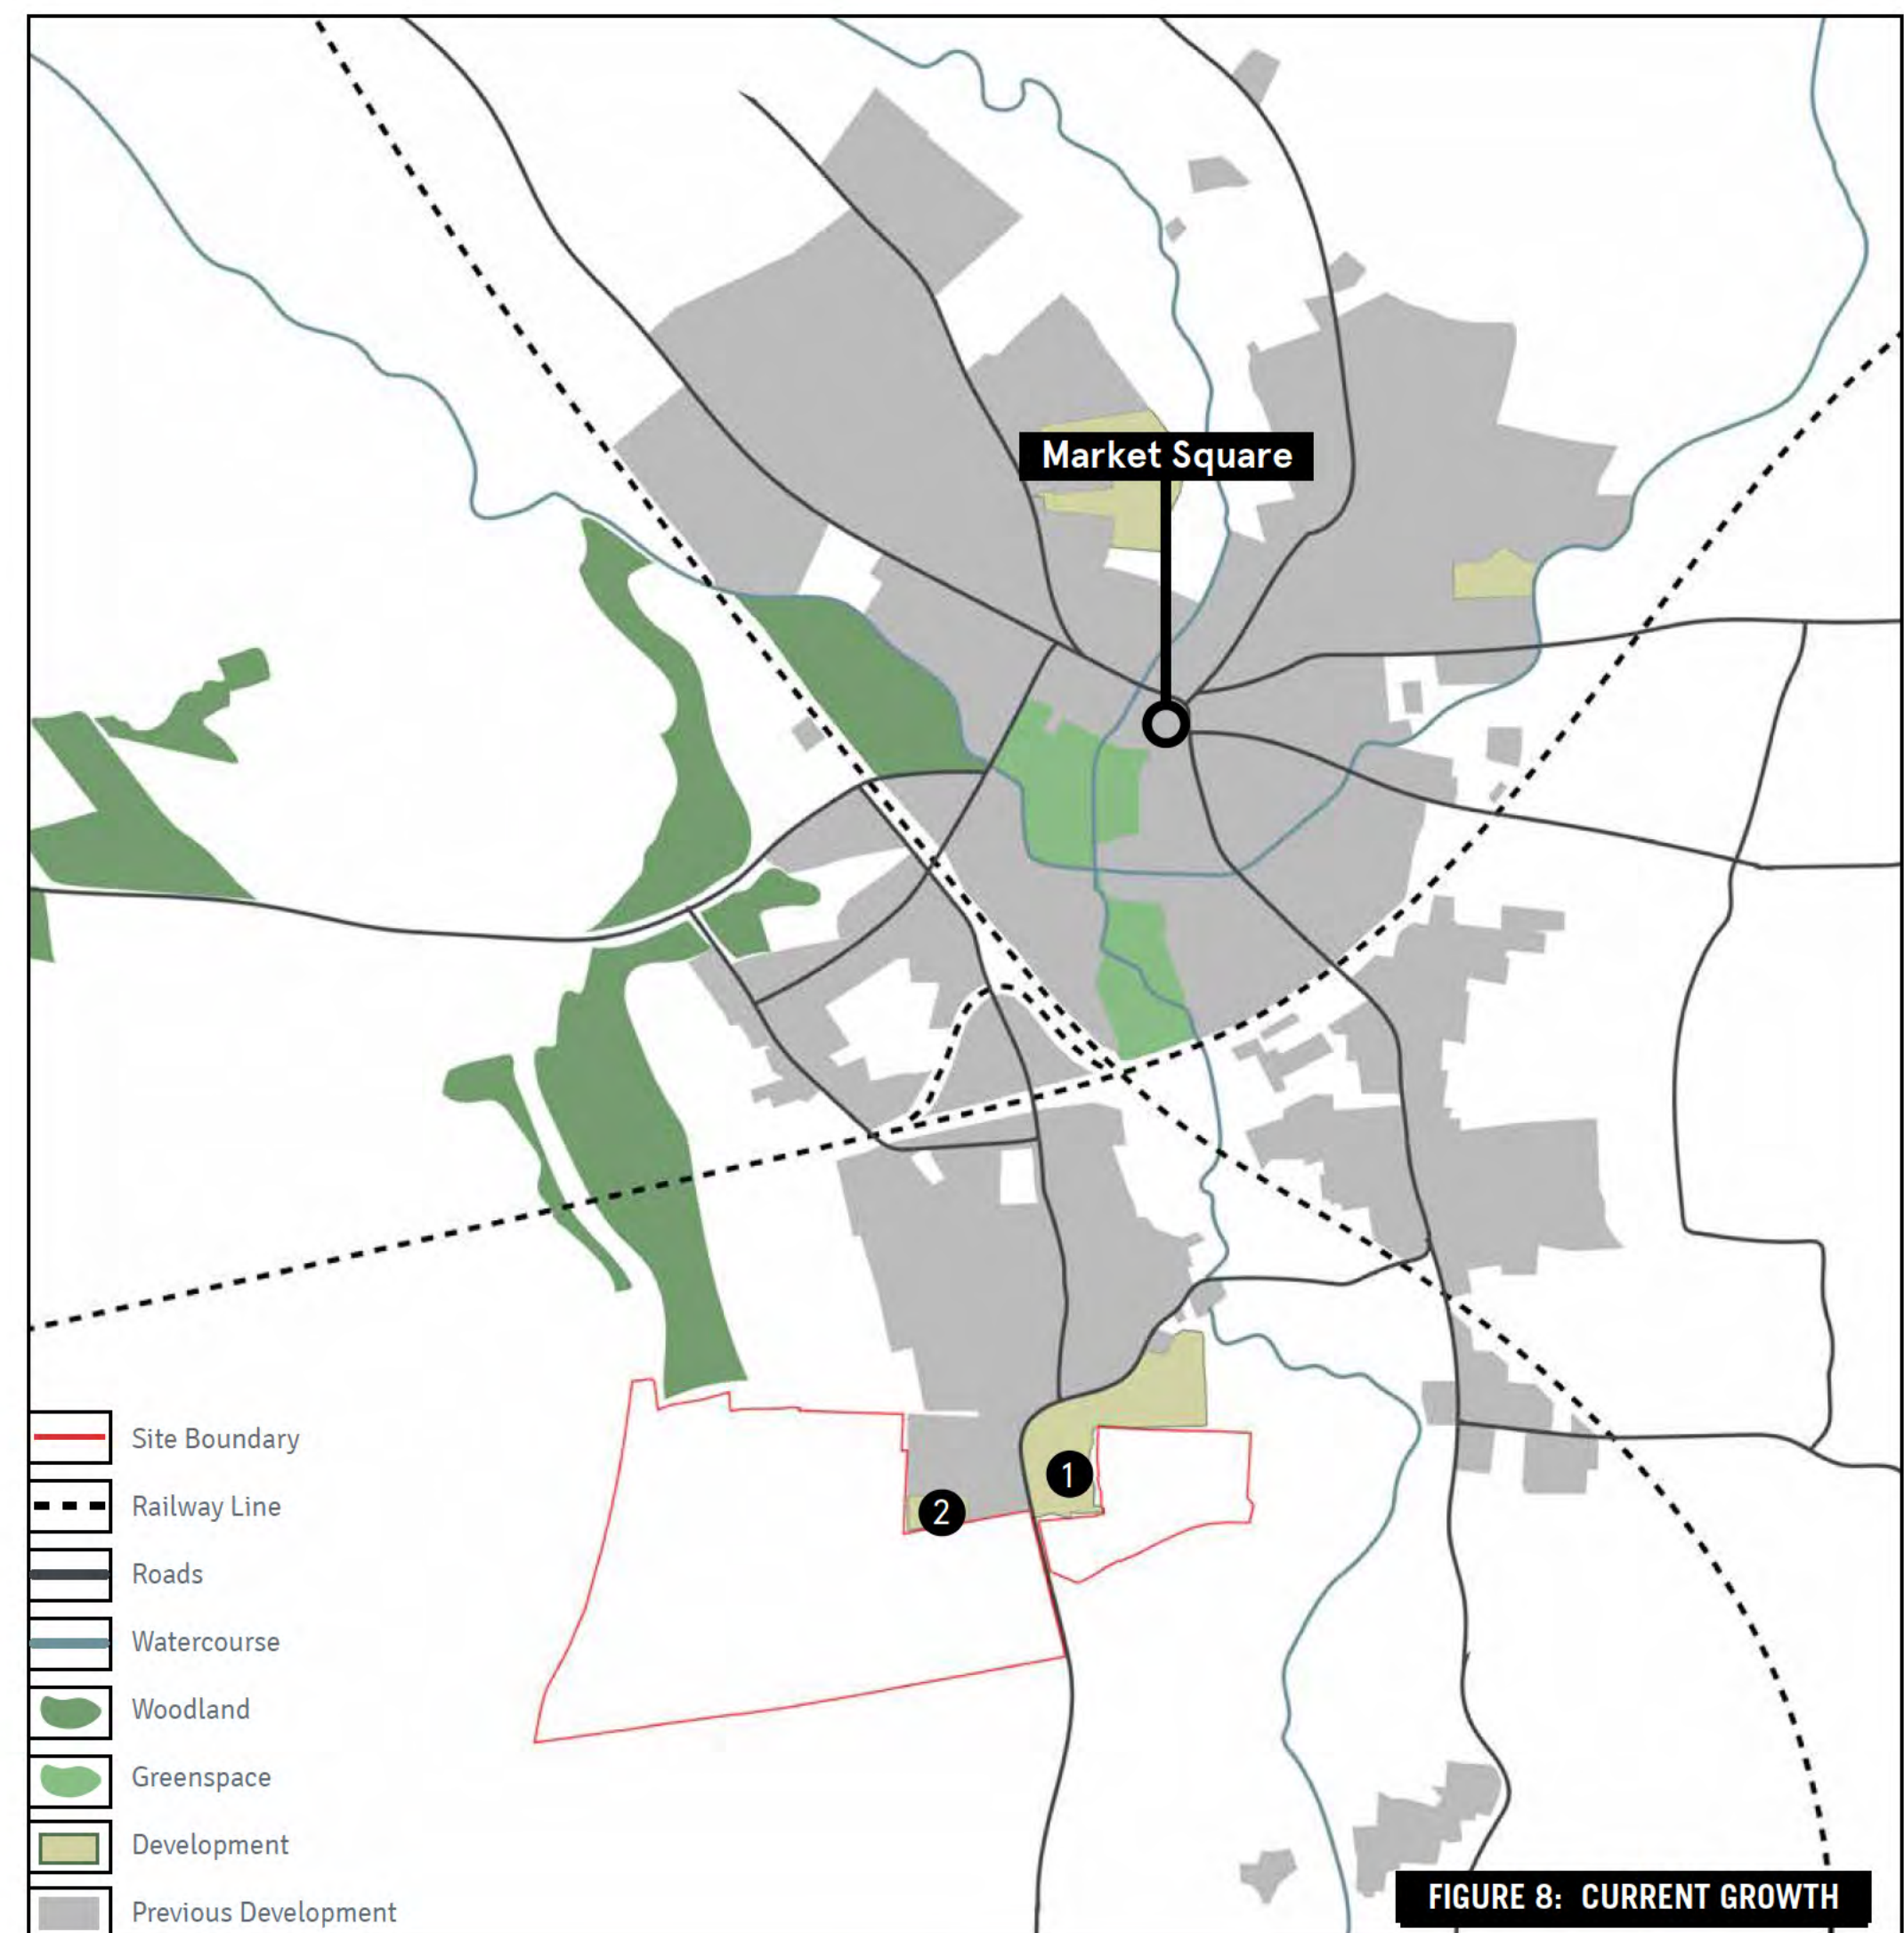 Market Square
1
2
Site Boundary
Railway Line
Roads
Watercourse
Woodland
Greenspace
Development
Previous Development
FIGURE 8: CURRENT GROWTH